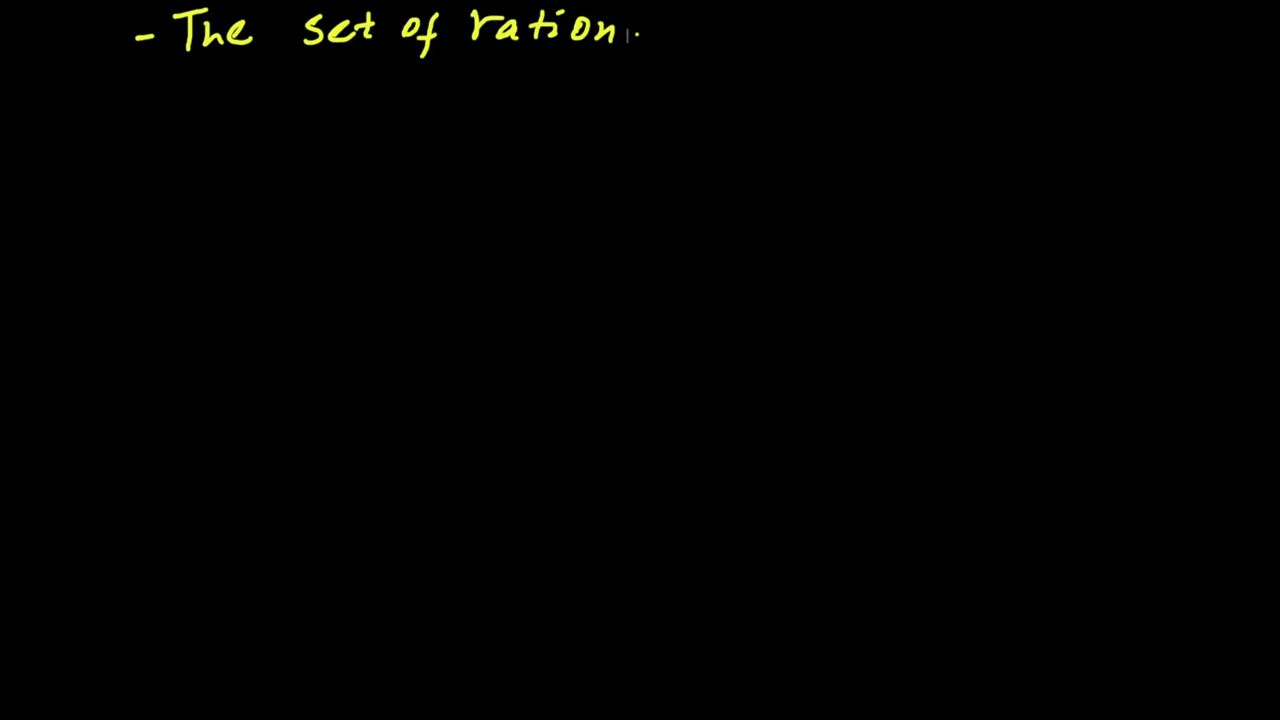 - The set of ration